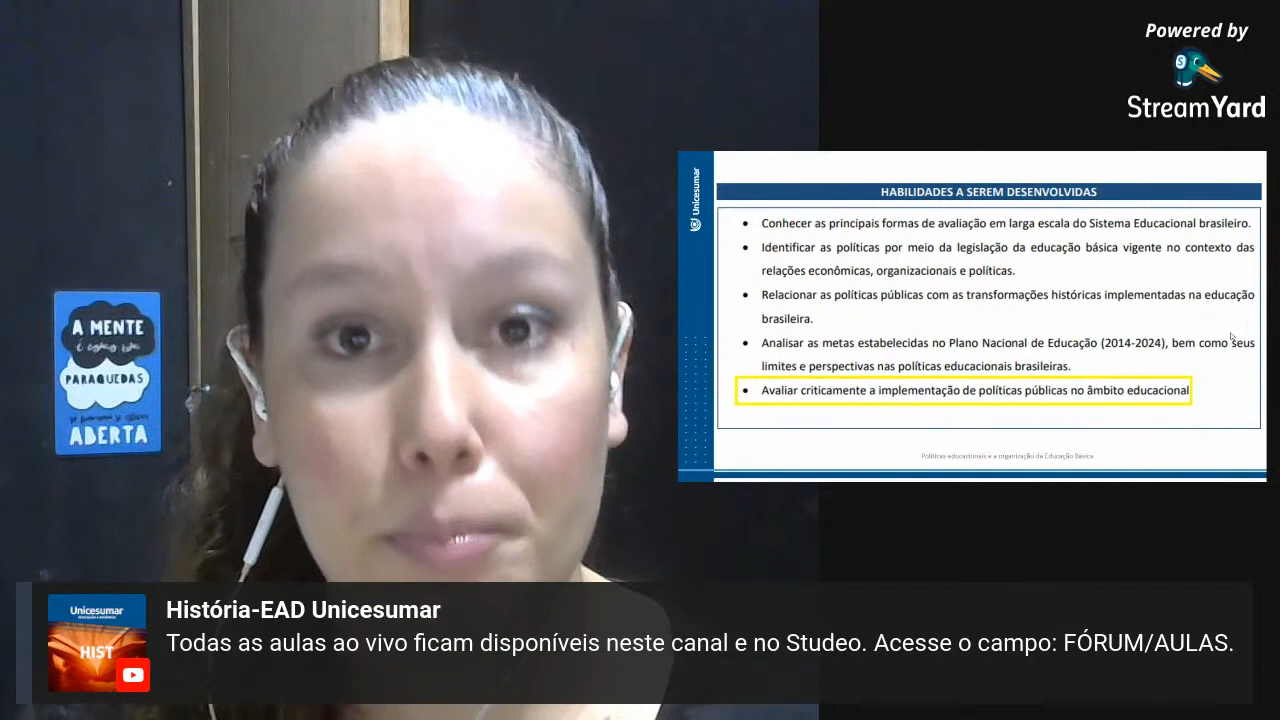 Powered by
StreamYard
Unicesumar
HABILIDADES A SEREM DESENVOLVIDAS
• Conhecer as principais formas de avaliação em larga escala do Sistema Educacional brasileiro.
• Identificar as políticas por meio da legislação da educação básica vigente no contexto das
relações econômicas, organizacionais e políticas.
• Relacionar as políticas públicas com as transformações históricas implementadas na educação
brasileira.
• Analisar as metas estabelecidas no Plano Nacional de Educação (2014-2024), bem como seus
limites e perspectivas nas políticas educacionais brasileiras.
• Avaliar criticamente a implementação de políticas públicas no âmbito educacional
Políticas educacionais e a organização da Educação Básica
A MENTE
é como um
PARAQUEDAS
ABERTA
Unicesumar
HIST
História-EAD Unicesumar
Todas as aulas ao vivo ficam disponíveis neste canal e no Studeo. Acesse o campo: FÓRUM/AULAS.